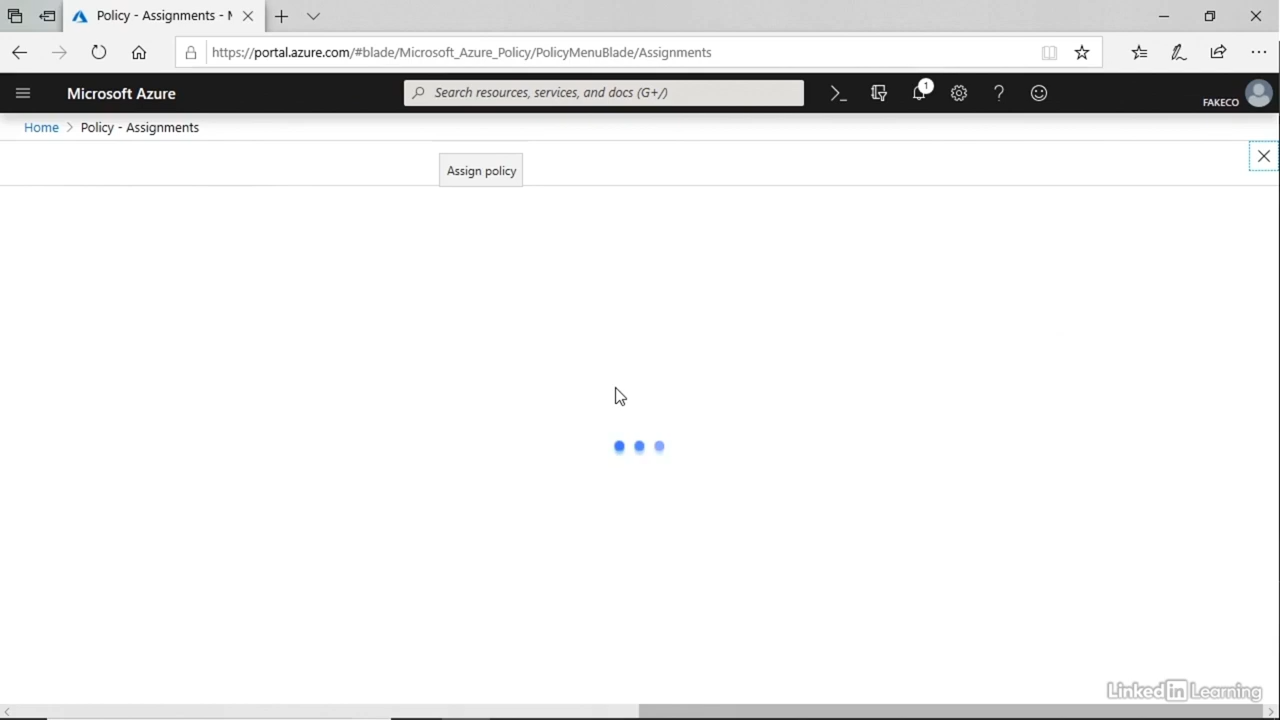 Policy - Assignments - M
https://portal.azure.com/#blade/Microsoft_Azure_Policy/PolicyMenuBlade/Assignments
Microsoft Azure
Search resources, services, and docs (G+/)
1
FAKECO
Home > Policy - Assignments
Assign policy
LinkedIn Learning